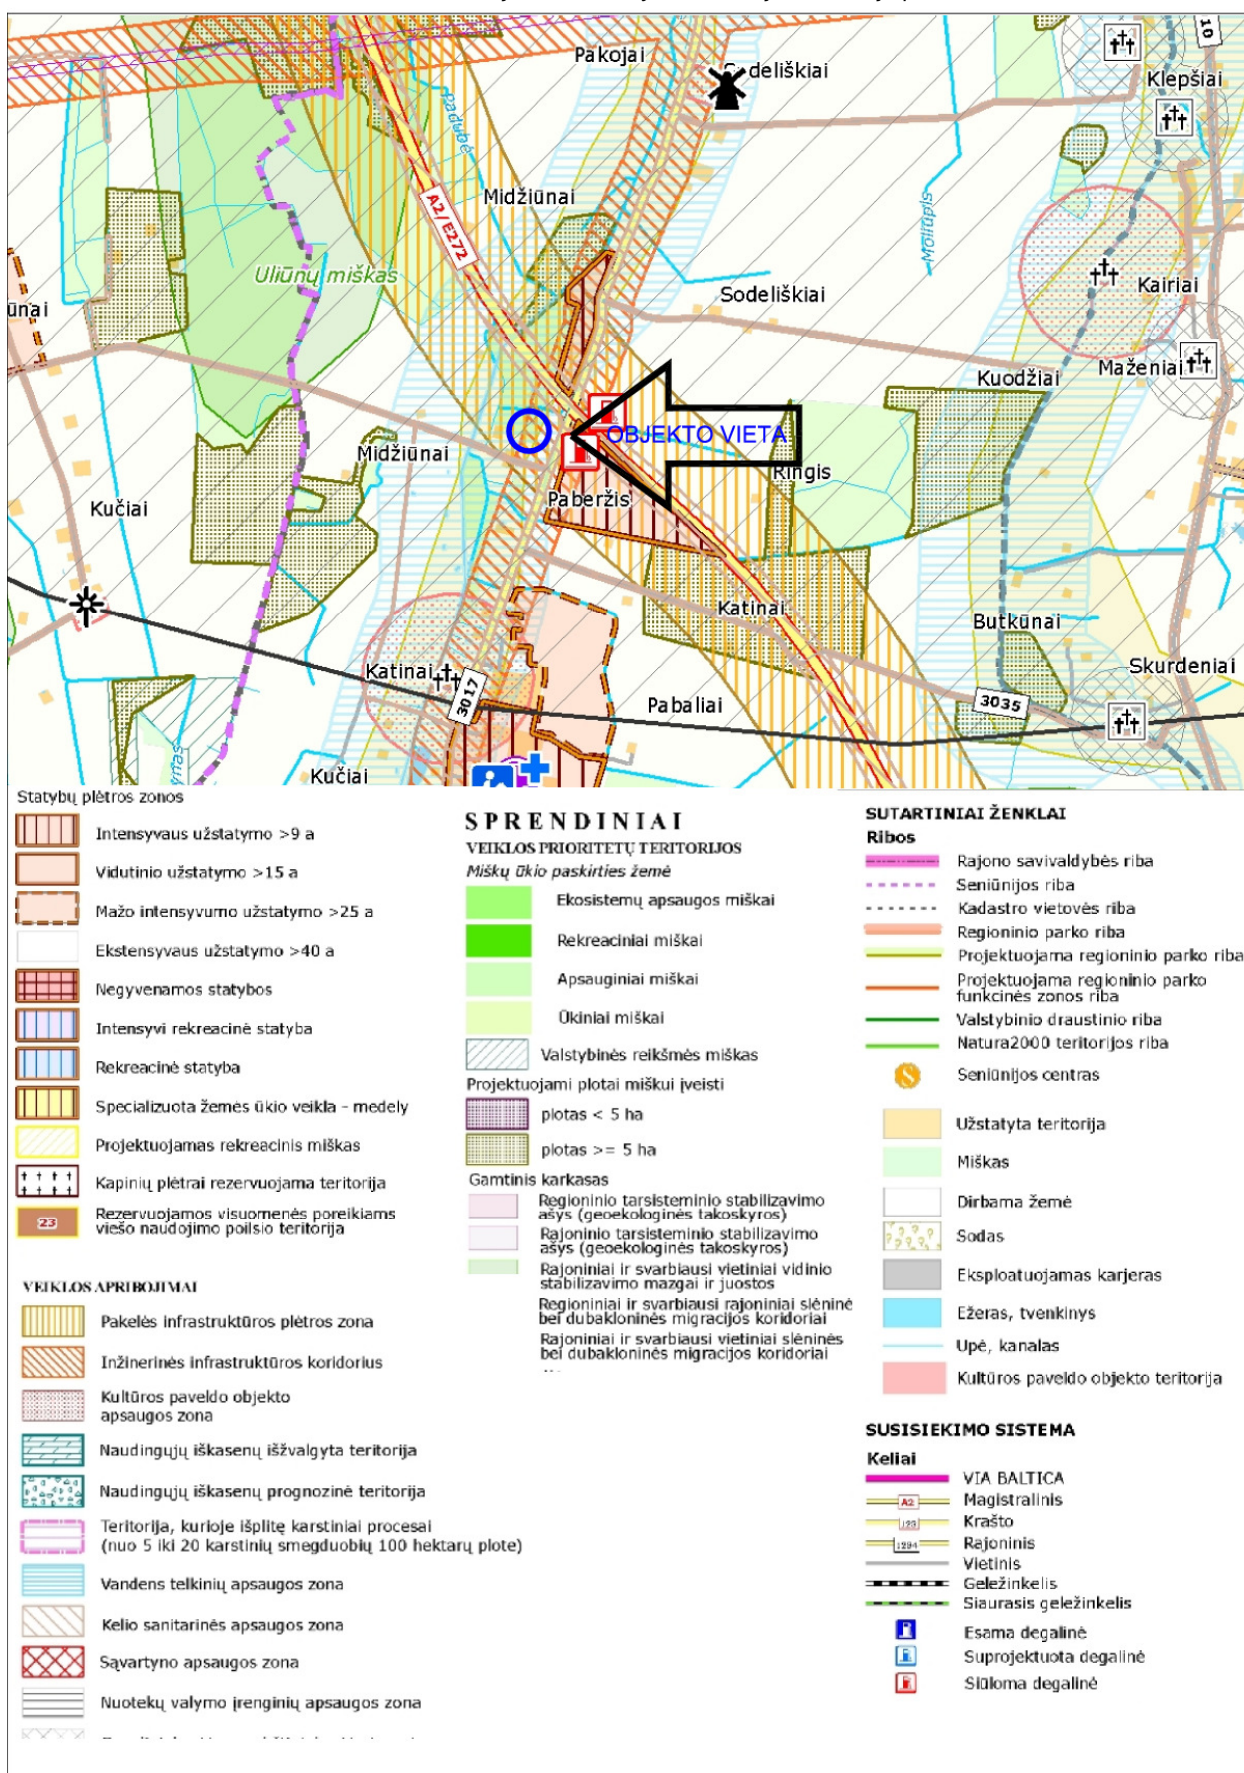 Pakojai
Sodeliškiai
10
Klepšiai
Padubė
Midžiūnai
A2/E272
Moliupis
Uliūnų miškas
Sodeliškiai
Kairiai
ūnai
Kuodžiai
Maženiai
OBJEKTO VIETA
Midžiūnai
Ringis
Kučiai
Paberžis
Katinai
Butkūnai
Katinai
Skurdeniai
3017
Pabaliai
3035
Kučiai
Statybų plėtros zonos
Intensyvaus užstatymo >9 a
Vidutinio užstatymo >15 a
Mažo intensyvumo užstatymo >25 a
Ekstensyvaus užstatymo >40 a
Negyvenamos statybos
Intensyvi rekreacinė statyba
Rekreacinė statyba
Specializuota žemės ūkio veikla - medely
Projektuojamas rekreacinis miškas
Kapinių plėtrai rezervuojama teritorija
23
Rezervuojamos visuomenės poreikiams
viešo naudojimo poilsio teritorija
VEIKLOS APRIBOJIMAI
Pakelės infrastruktūros plėtros zona
Inžinerinės infrastruktūros koridorius
Kultūros paveldo objekto
apsaugos zona
Naudingųjų iškasenų išžvalgyta teritorija
Naudingųjų iškasenų prognozinė teritorija
Teritorija, kurioje išplitę karstiniai procesai
(nuo 5 iki 20 karstinių smegduobių 100 hektarų plote)
Vandens telkinių apsaugos zona
Kelio sanitarinės apsaugos zona
Sąvartyno apsaugos zona
Nuotekų valymo įrenginių apsaugos zona
SPRENDINIAI
VEIKLOS PRIORITETŲ TERITORIJOS
Miškų ūkio paskirties žemė
Ekosistemų apsaugos miškai
Rekreaciniai miškai
Apsauginiai miškai
Ūkiniai miškai
Valstybinės reikšmės miškas
Projektuojami plotai miškui įveisti
plotas < 5 ha
plotas >= 5 ha
Gamtinis karkasas
Regioninio tarsisteminio stabilizavimo
ašys (geoekologinės takoskyros)
Rajoninio tarsisteminio stabilizavimo
ašys (geoekologinės takoskyros)
Rajoniniai ir svarbiausi vietiniai vidinio
stabilizavimo mazgai ir juostos
Regioniniai ir svarbiausi rajoniniai slėninė
bei dubakloninės migracijos koridoriai
Rajoniniai ir svarbiausi vietiniai slėninės
bei dubakloninės migracijos koridoriai
SUTARTINIAI ŽENKLAI
Ribos
Rajono savivaldybės riba
Seniūnijos riba
Kadastro vietovės riba
Regioninio parko riba
Projektuojama regioninio parko riba
Projektuojama regioninio parko
funkcinės zonos riba
Valstybinio draustinio riba
Natura2000 teritorijos riba
S
Seniūnijos centras
Užstatyta teritorija
Miškas
Dirbama žemė
Sodas
Eksploatuojamas karjeras
Ežeras, tvenkinys
Upė, kanalas
Kultūros paveldo objekto teritorija
SUSISIEKIMO SISTEMA
Keliai
VIA BALTICA
A2 Magistralinis
123 Krašto
1294 Rajoninis
Vietinis
Geležinkelis
Siaurasis geležinkelis
Esama degalinė
Suprojektuota degalinė
Siūloma degalinė